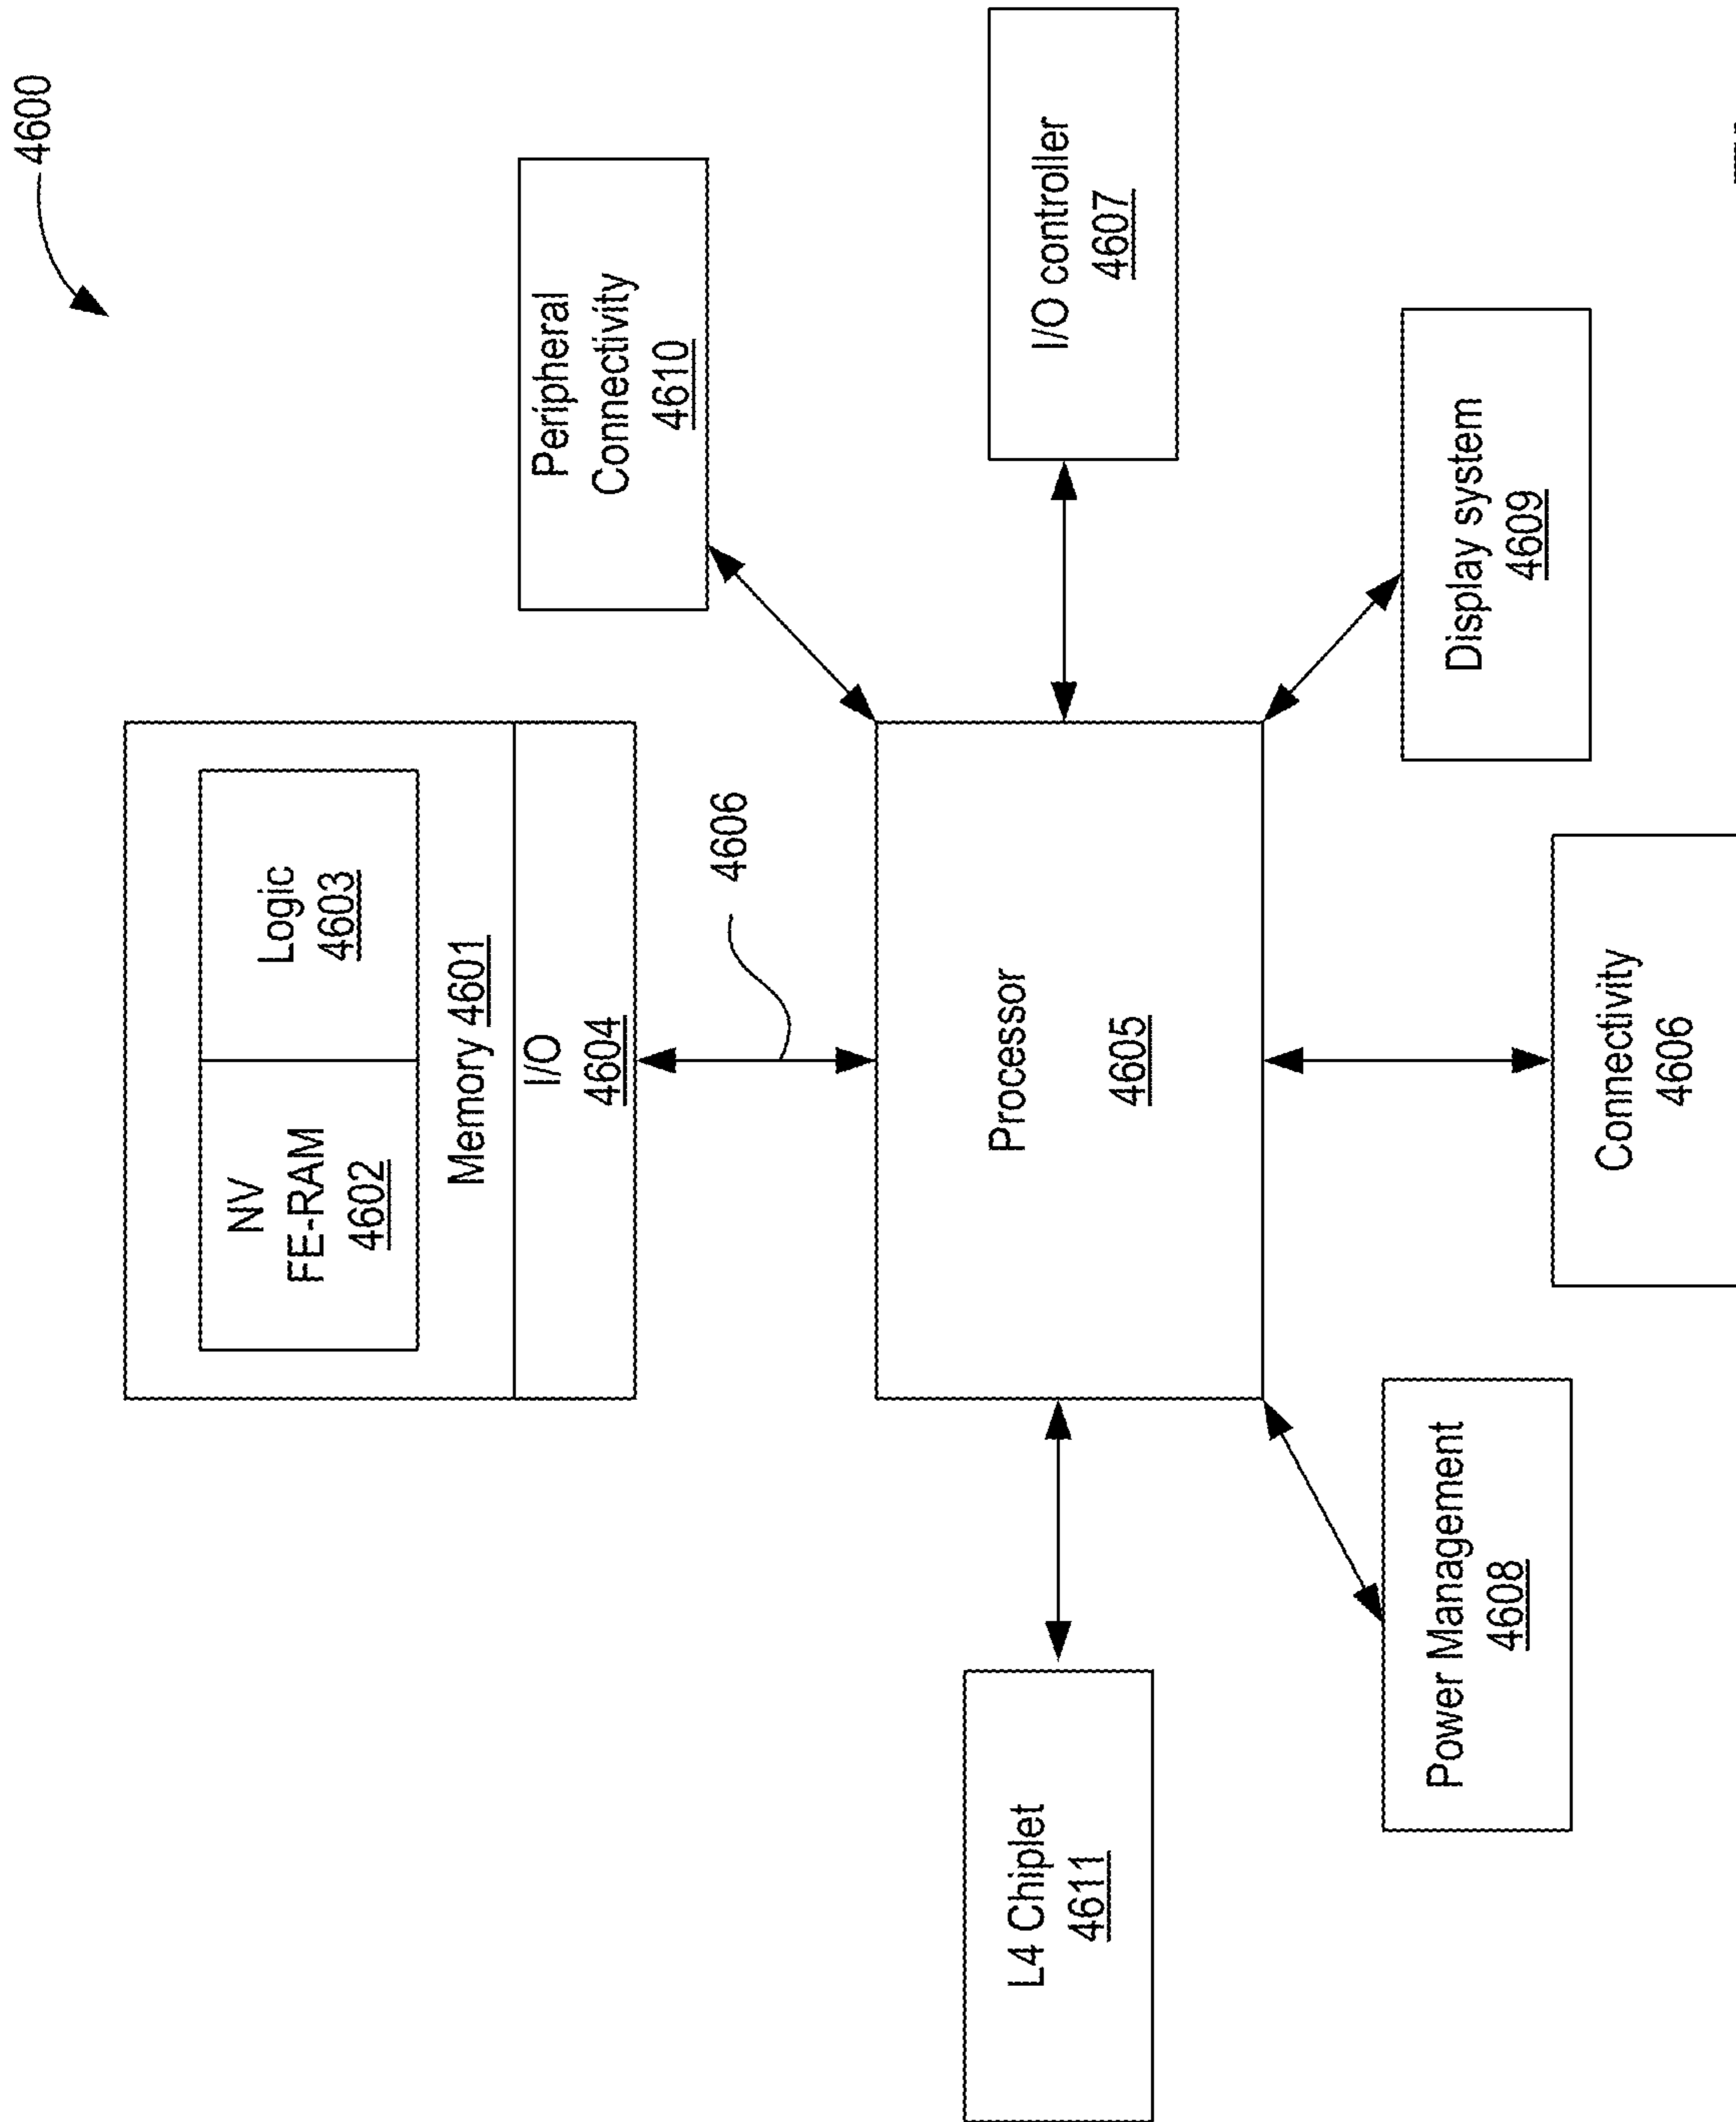 4600
NV
FE-RAM
4602
Logic
4603
Memory 4601
I/O
4604
Peripheral
Connectivity
4610
4606
L4 Chiplet
4611
Processor
4605
I/O controller
4607
Power Management
4608
Display system
4609
Connectivity
4606